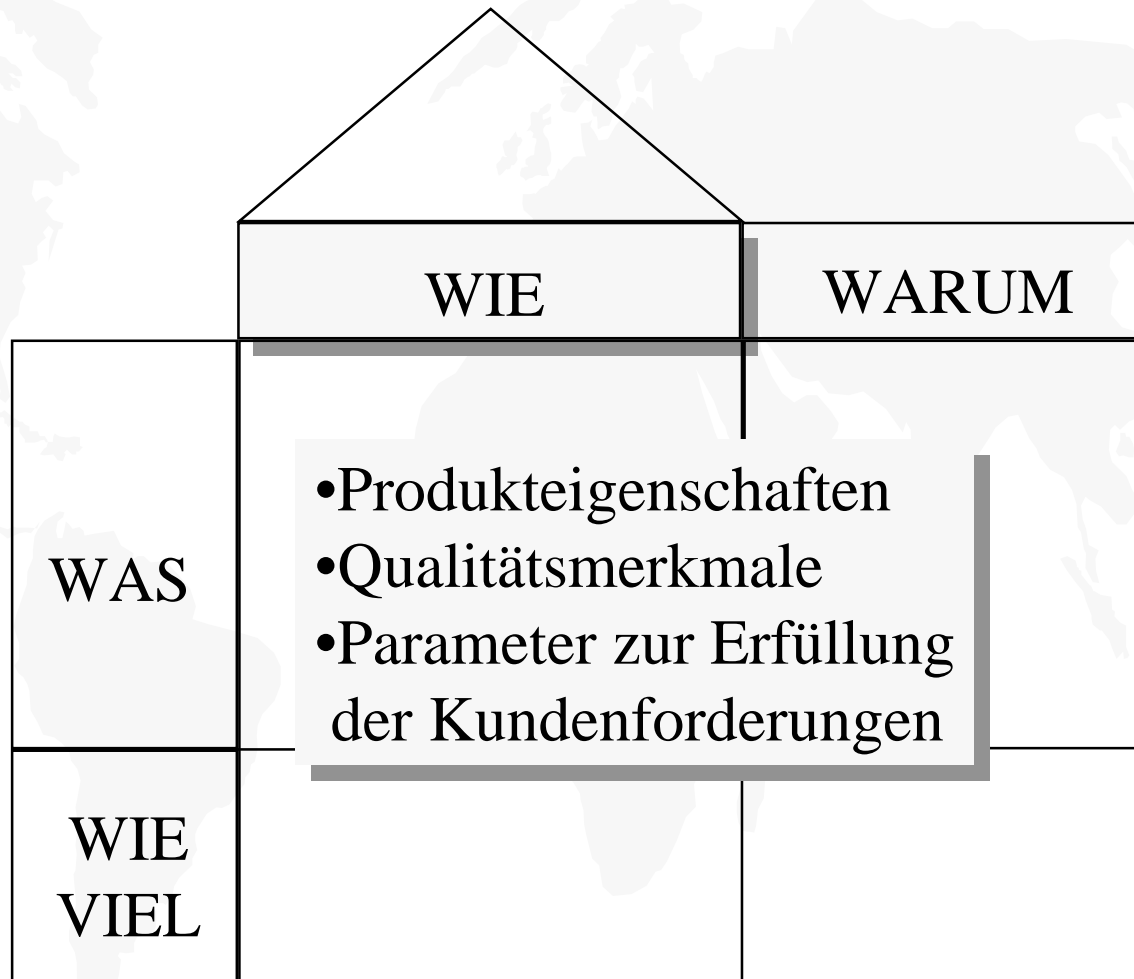 WIE
WARUM
•Produkteigenschaften
•Qualitätsmerkmale
•Parameter zur Erfüllung
der Kundenforderungen
WAS
WIE
VIEL